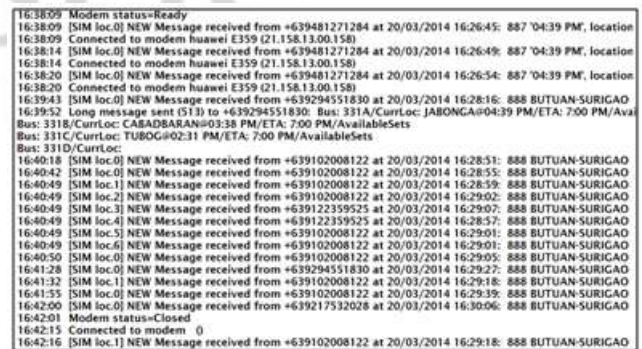 16:38:09 Modem status=Ready
16:38:09 [SIM loc.0] NEW Message received from +639481271284 at 20/03/2014 16:26:45: 887 '04:39 PM', location
16:38:09 Connected to modem huawei E359 (21.158.13.00.158)
16:38:14 [SIM loc.0] NEW Message received from +639481271284 at 20/03/2014 16:26:49: 887 '04:39 PM', location
16:38:14 Connected to modem huawei E359 (21.158.13.00.158)
16:38:20 [SIM loc.0] NEW Message received from +639481271284 at 20/03/2014 16:26:54: 887 '04:39 PM', location
16:38:20 Connected to modem huawei E359 (21.158.13.00.158)
16:39:43 [SIM loc.0] NEW Message received from +639294551830 at 20/03/2014 16:28:16: 888 BUTUAN-SURIGAO
16:39:52 Long message sent (513) to +639294551830: Bus: 331A/CurrLoc: JABONGA@04:39 PM/ETA: 7:00 PM/Avai
Bus: 331B/CurrLoc: CABADBARAN@03:38 PM/ETA: 7:00 PM/AvailableSets
Bus: 331C/CurrLoc: TUBOG@02:31 PM/ETA: 7:00 PM/AvailableSets
Bus: 331D/CurrLoc:
16:40:18 [SIM loc.0] NEW Message received from +639102008122 at 20/03/2014 16:28:51: 888 BUTUAN-SURIGAO
16:40:42 [SIM loc.0] NEW Message received from +639102008122 at 20/03/2014 16:28:55: 888 BUTUAN-SURIGAO
16:40:49 [SIM loc.1] NEW Message received from +639102008122 at 20/03/2014 16:28:59: 888 BUTUAN-SURIGAO
16:40:49 [SIM loc.2] NEW Message received from +639102008122 at 20/03/2014 16:29:02: 888 BUTUAN-SURIGAO
16:40:49 [SIM loc.3] NEW Message received from +639122359525 at 20/03/2014 16:29:07: 888 BUTUAN-SURIGAO
16:40:49 [SIM loc.4] NEW Message received from +639122359525 at 20/03/2014 16:28:57: 888 BUTUAN-SURIGAO
16:40:49 [SIM loc.5] NEW Message received from +639102008122 at 20/03/2014 16:29:01: 888 BUTUAN-SURIGAO
16:40:49 [SIM loc.6] NEW Message received from +639102008122 at 20/03/2014 16:29:01: 888 BUTUAN-SURIGAO
16:40:50 [SIM loc.0] NEW Message received from +639102008122 at 20/03/2014 16:29:05: 888 BUTUAN-SURIGAO
16:41:28 [SIM loc.0] NEW Message received from +639294551830 at 20/03/2014 16:29:27: 888 BUTUAN-SURIGAO
16:41:32 [SIM loc.1] NEW Message received from +639102008122 at 20/03/2014 16:29:18: 888 BUTUAN-SURIGAO
16:41:55 [SIM loc.1] NEW Message received from +639102008122 at 20/03/2014 16:29:39: 888 BUTUAN-SURIGAO
16:42:00 [SIM loc.0] NEW Message received from +639217532028 at 20/03/2014 16:30:06: 888 BUTUAN-SURIGAO
16:42:01 Modem status=Closed
16:42:15 Connected to modem ()
16:42:16 [SIM loc.1] NEW Message received from +639102008122 at 20/03/2014 16:29:18: 888 BUTUAN-SURIGAO